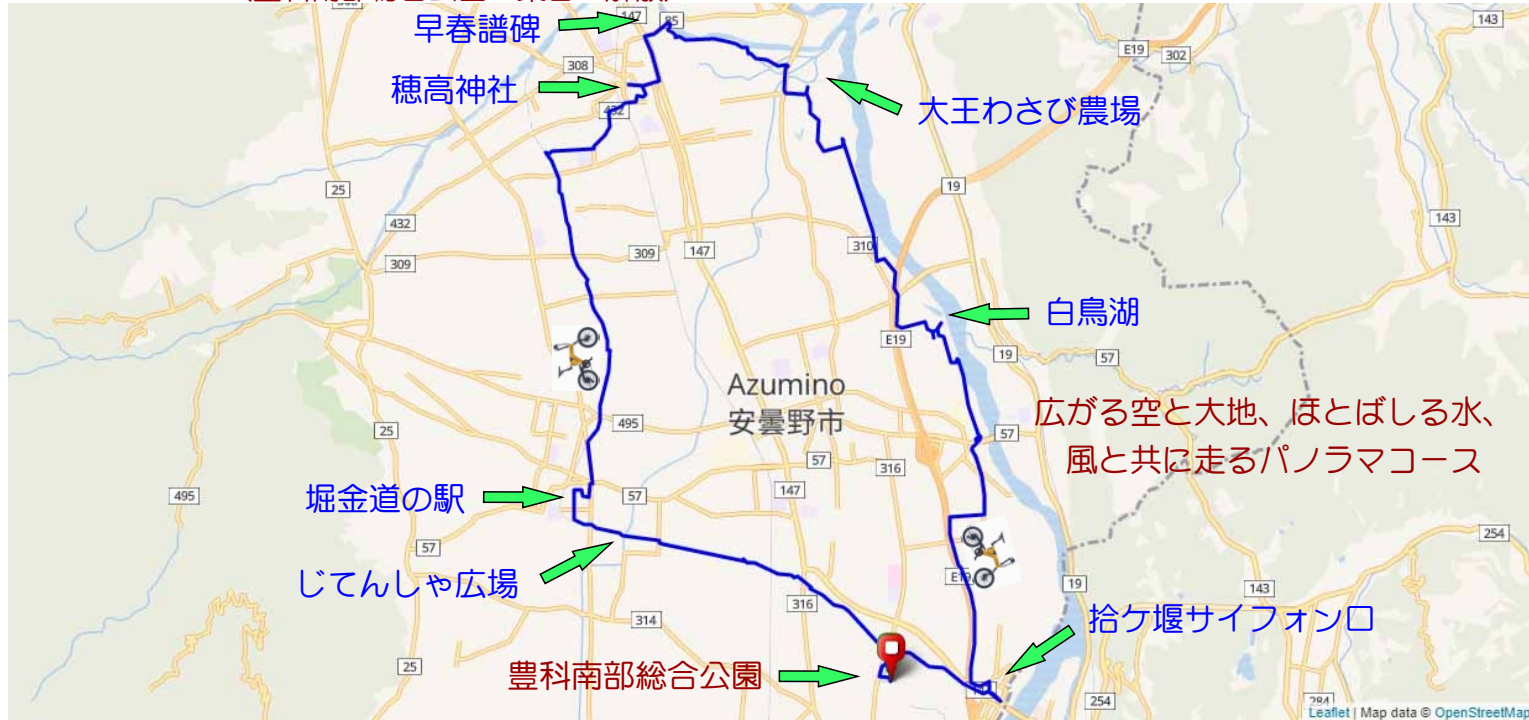 147
85
143
早春譜碑
E19
302
308
穂高神社
432
大王わさび農場
25
19
432
143
309
309
147
310
白鳥湖
E19
19
57
Azumino
安曇野市
広がる空と大地、ほとばしる水、
風と共に走るパノラマコース
495
25
57
57
316
495
堀金道の駅
57
147
57
254
じてんしゃ広場
E19
19
143
316
314
拾ケ堰サイフォン口
25
豊科南部総合公園
254
284
Leaflet | Map data © OpenStreetMap